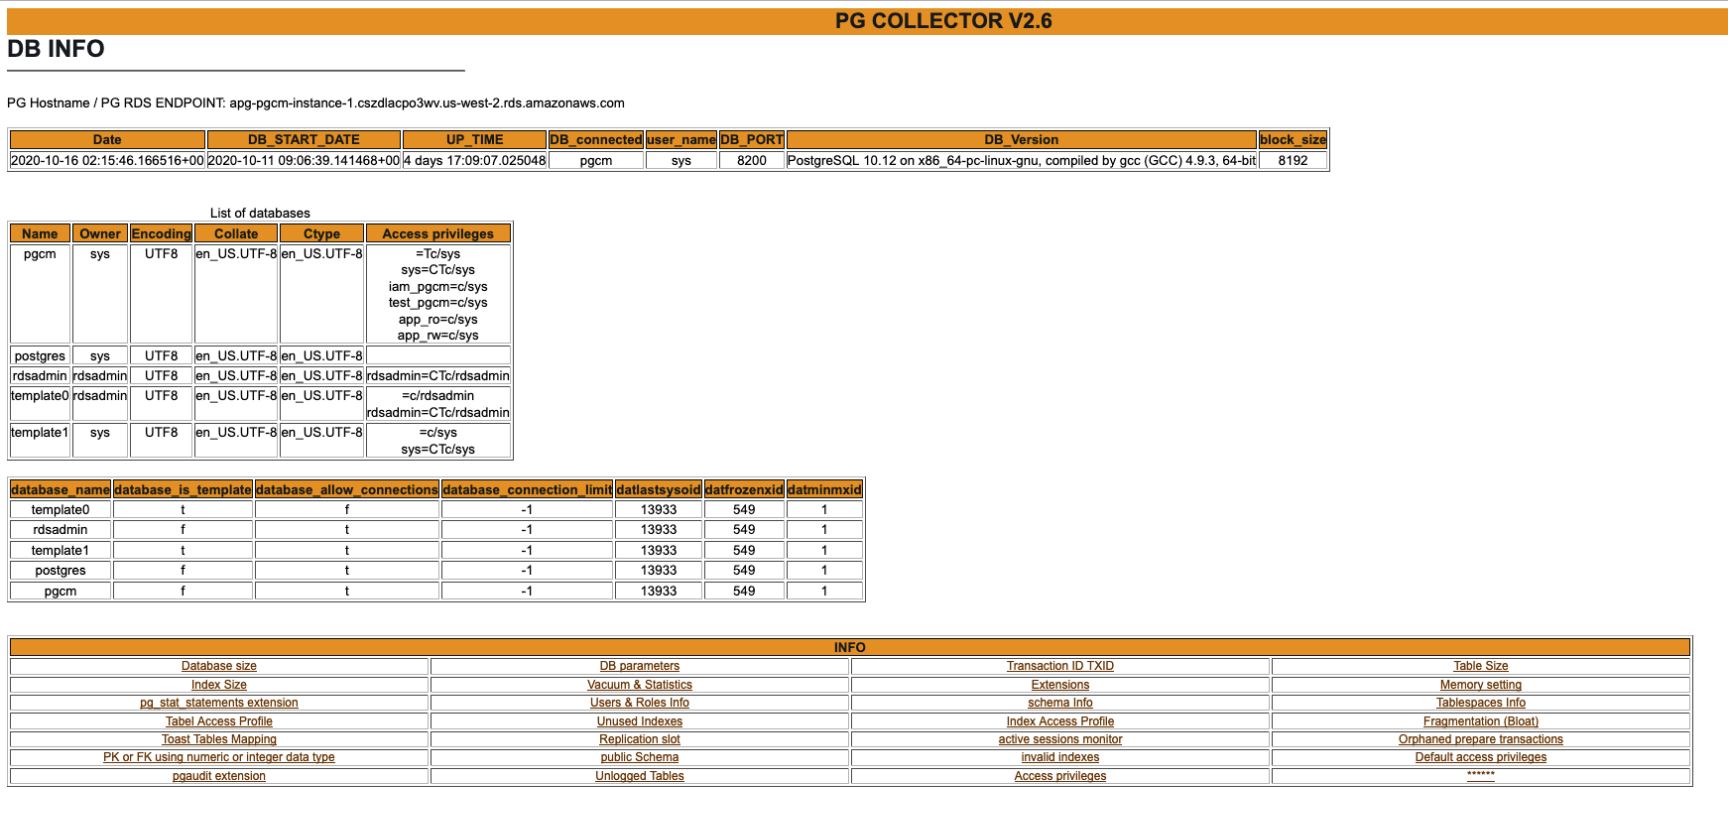 PG COLLECTOR V2.6
DB INFO
PG Hostname / PG RDS ENDPOINT: apg-pgcm-instance-1.cszdlacpo3wv.us-west-2.rds.amazonaws.com
Date DB_START_DATE UP_TIME DB_connected user_name DB_PORT DB_Version block_size
2020-10-16 02:15:46.166516+00 2020-10-11 09:06:39.141468+00 4 days 17:09:07.025048 pgcm sys 8200 PostgreSQL 10.12 on x86_64-pc-linux-gnu, compiled by gcc (GCC) 4.9.3, 64-bit 8192
List of databases
Name Owner Encoding Collate Ctype Access privileges
pgcm sys UTF8 en_US.UTF-8 en_US.UTF-8 =Tc/sys
sys=CTc/sys
iam_pgcm=c/sys
test_pgcm=c/sys
app_ro=c/sys
app_rw=c/sys
postgres sys UTF8 en_US.UTF-8 en_US.UTF-8
rdsadmin rdsadmin UTF8 en_US.UTF-8 en_US.UTF-8 rdsadmin=CTc/rdsadmin
template0 rdsadmin UTF8 en_US.UTF-8 en_US.UTF-8 =c/rdsadmin
rdsadmin=CTc/rdsadmin
template1 sys UTF8 en_US.UTF-8 en_US.UTF-8 =c/sys
sys=CTc/sys
database_name database_is_template database_allow_connections database_connection_limit datlastsysoid datfrozenxid datminmxid
template0 t f -1 13933 549 1
rdsadmin f t -1 13933 549 1
template1 t t -1 13933 549 1
postgres f t -1 13933 549 1
pgcm f t -1 13933 549 1
INFO
Database size DB parameters Transaction ID TXID Table Size
Index Size Vacuum & Statistics Extensions Memory setting
pg_stat_statements extension Users & Roles Info schema Info Tablespaces Info
Tabel Access Profile Unused Indexes Index Access Profile Fragmentation (Bloat)
Toast Tables Mapping Replication slot active sessions monitor Orphaned prepare transactions
PK or FK using numeric or integer data type public Schema invalid indexes Default access privileges
pgaudit extension Unlogged Tables Access privileges ******